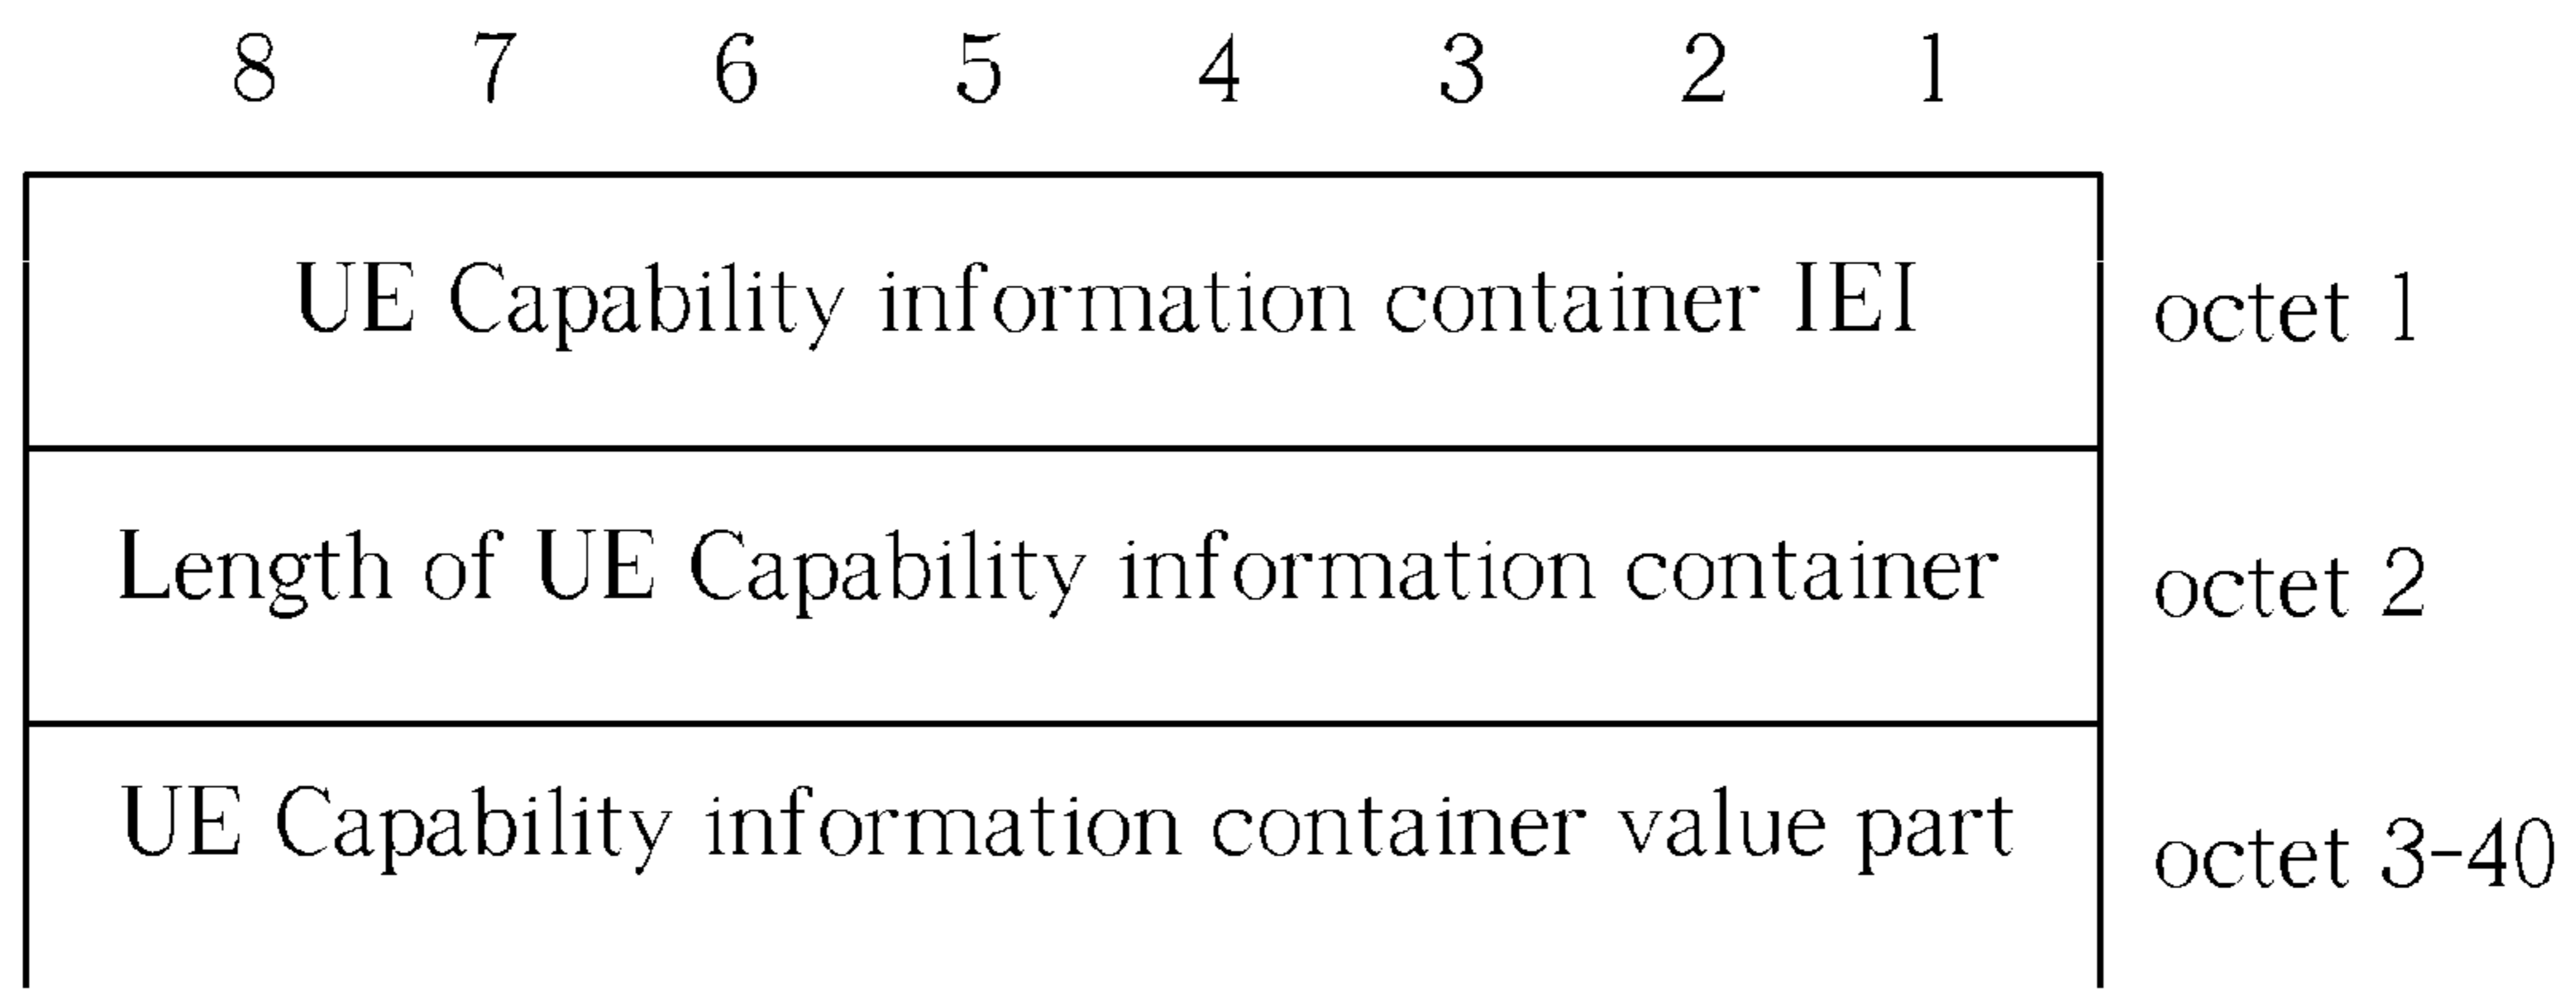 8 7 6 5 4 3 2 1
UE Capability information container IEI octet 1
Length of UE Capability information container octet 2
UE Capability information container value part octet 3-40